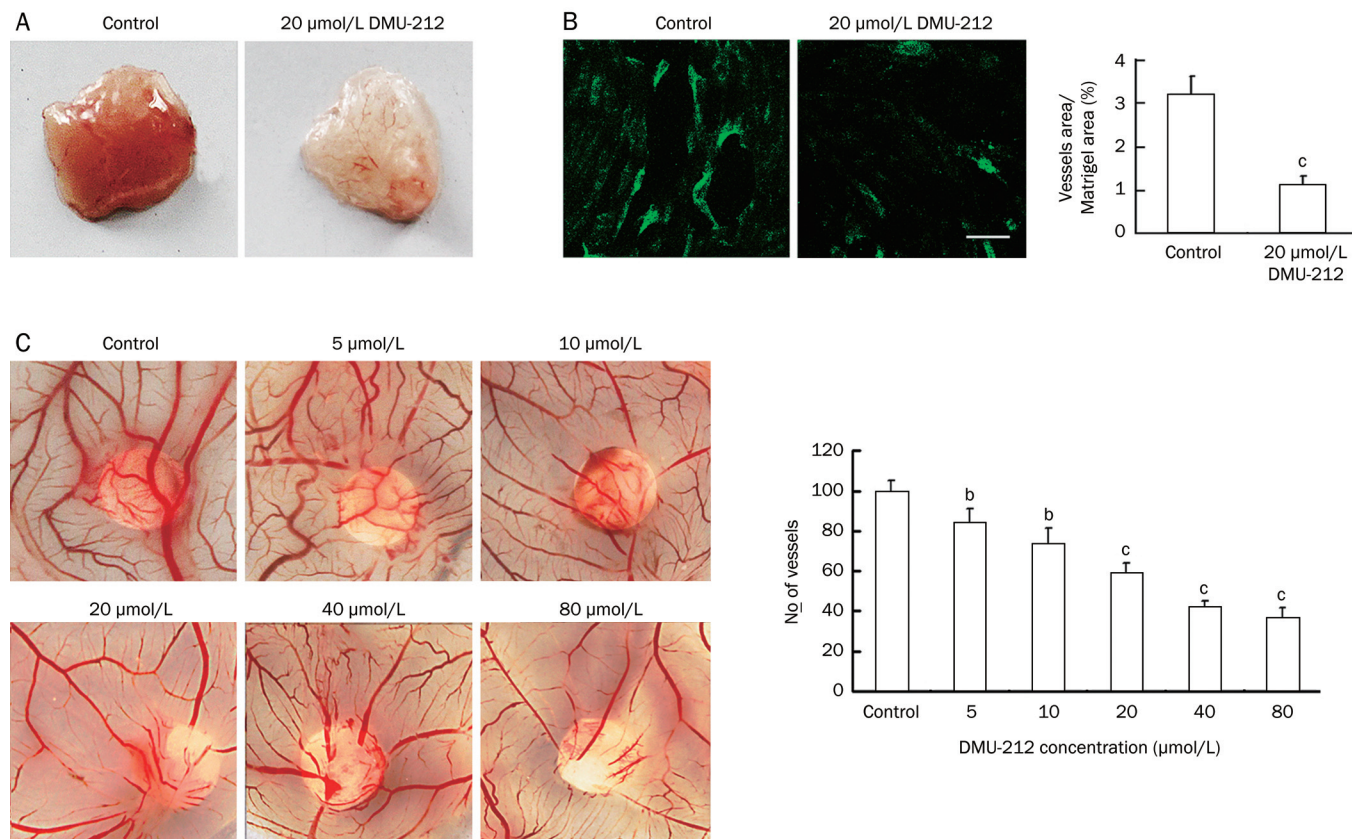 A
Control
20 µmol/L DMU-212
B
Control
20 µmol/L DMU-212
Vessels area/
Matrigel area (%)
4
3
2
1
0
c
Control
20 µmol/L
DMU-212
C
Control
5 µmol/L
10 µmol/L
20 µmol/L
40 µmol/L
80 µmol/L
No of vessels
120
100
80
60
40
20
0
b
b
c
c
c
Control
5
10
20
40
80
DMU-212 concentration (µmol/L)